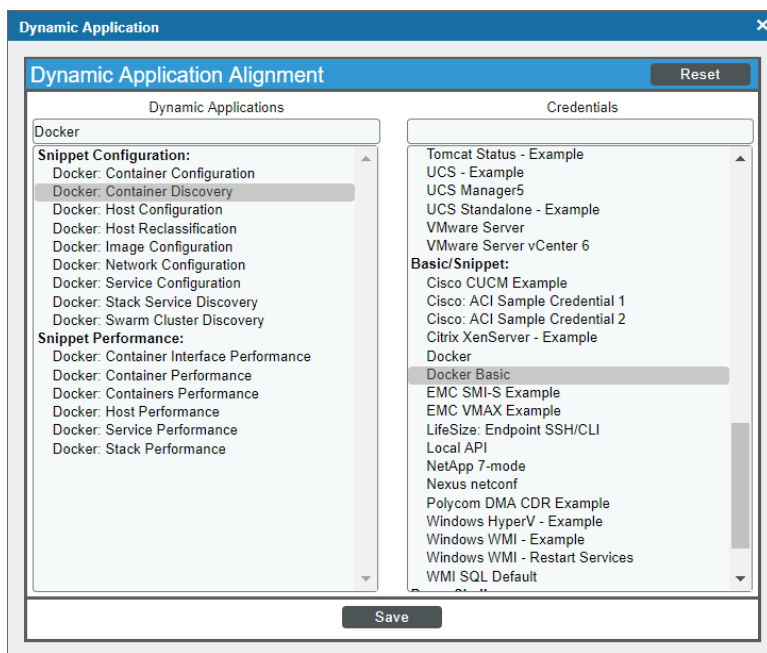 Dynamic Application
Dynamic Application Alignment
Reset
Dynamic Applications
Docker
Snippet Configuration:
Docker: Container Configuration
Docker: Container Discovery
Docker: Host Configuration
Docker: Host Reclassification
Docker: Image Configuration
Docker: Network Configuration
Docker: Service Configuration
Docker: Stack Service Discovery
Docker: Swarm Cluster Discovery
Snippet Performance:
Docker: Container Interface Performance
Docker: Container Performance
Docker: Containers Performance
Docker: Host Performance
Docker: Service Performance
Docker: Stack Performance
Credentials
Tomcat Status - Example
UCS - Example
UCS Manager5
UCS Standalone - Example
VMware Server
VMware Server vCenter 6
Basic/Snippet:
Cisco CUCM Example
Cisco: ACI Sample Credential 1
Cisco: ACI Sample Credential 2
Citrix XenServer - Example
Docker
Docker Basic
EMC SMI-S Example
EMC VMAX Example
LifeSize: Endpoint SSH/CLI
Local API
NetApp 7-mode
Nexus netconf
Polycom DMA CDR Example
Windows HyperV - Example
Windows WMI - Example
Windows WMI - Restart Services
WMI SQL Default
Save